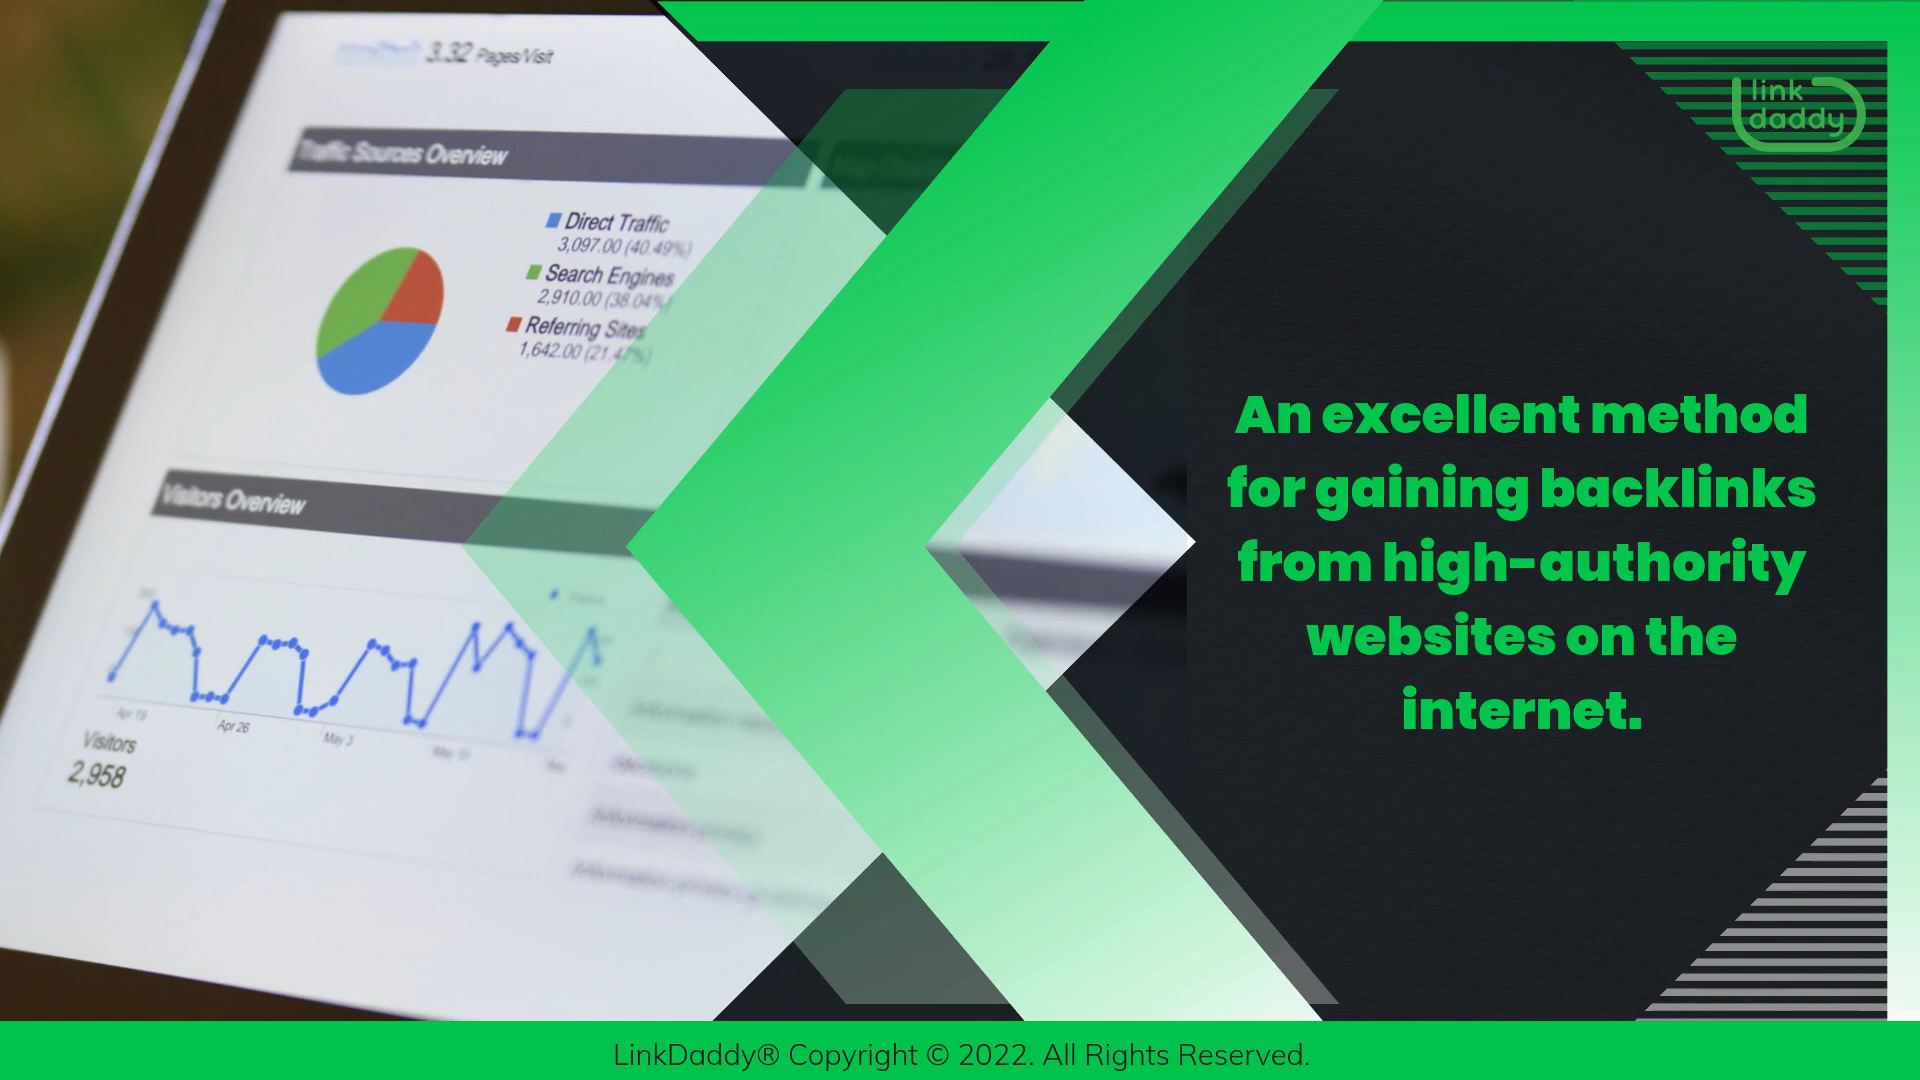 3.32 Pages/Visit
Traffic Sources Overview
Direct Traffic
3,097.00 (40.49%)
Search Engines
2,910.00 (38.04%)
Referring Sites
1,642.00 (21.47%)
Visitors Overview
Apr 19
Apr 26
May 3
Visitors
2,958
link
daddy
An excellent method
for gaining backlinks
from high-authority
websites on the
internet.
LinkDaddy® Copyright © 2022. All Rights Reserved.